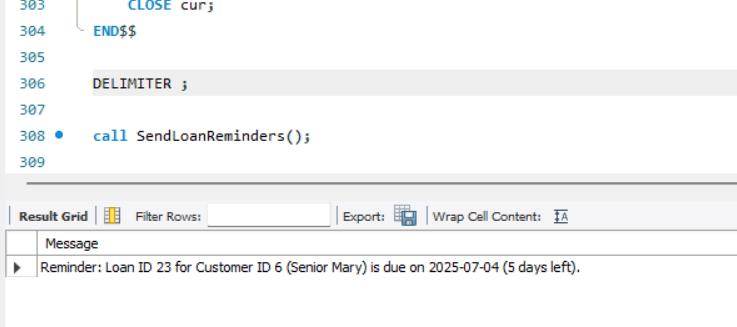 303 CLOSE cur;
304 END$$
305
306 DELIMITER ;
307
308 call SendLoanReminders();
309
Result Grid Filter Rows: Export: Wrap Cell Content: IA
Message
Reminder: Loan ID 23 for Customer ID 6 (Senior Mary) is due on 2025-07-04 (5 days left).